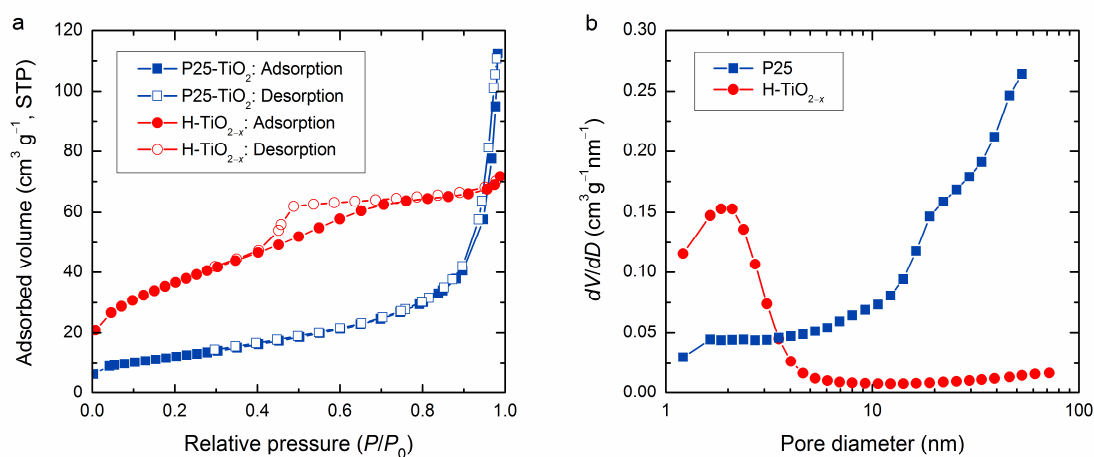 a
120
100
80
60
40
20
0
0.0 0.2 0.4 0.6 0.8 1.0
Adsorbed volume (cm³ g⁻¹, STP)
Relative pressure (P/P₀)
P25-TiO₂: Adsorption
P25-TiO₂: Desorption
H-TiO₂₋ₓ: Adsorption
H-TiO₂₋ₓ: Desorption
b
0.30
0.25
0.20
0.15
0.10
0.05
0.00
1 10 100
dV/dD (cm³g⁻¹nm⁻¹)
Pore diameter (nm)
P25
H-TiO₂₋ₓ